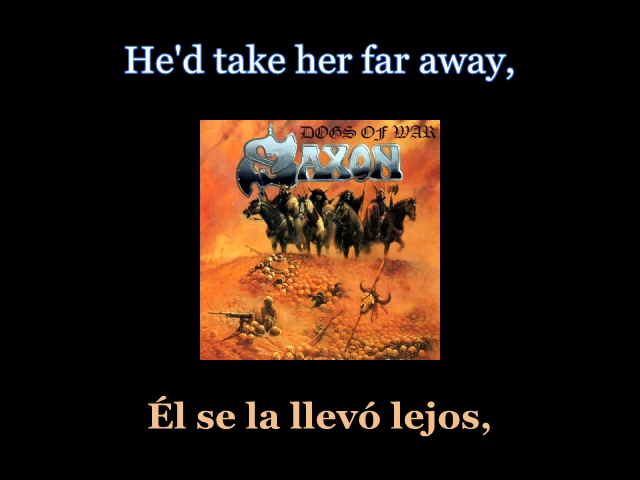 He'd take her far away,
DOGS OF WAR
SAXON
Él se la llevó lejos,